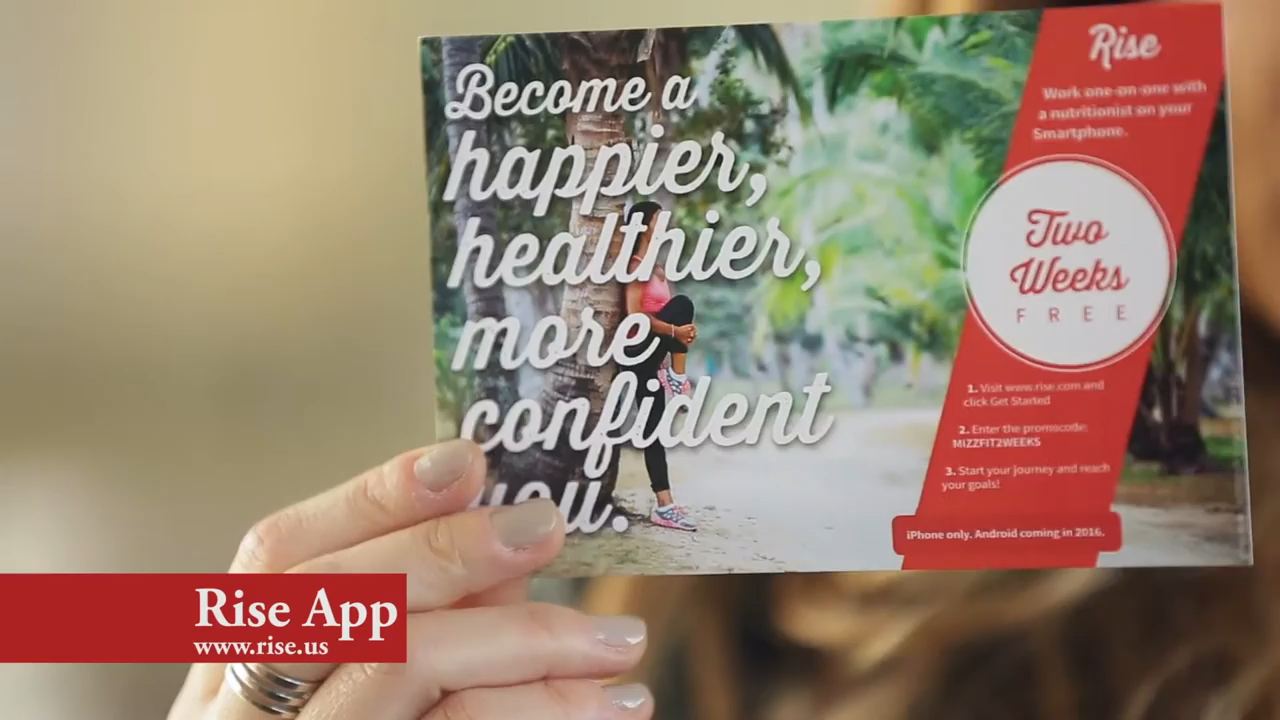 Become a
happier,
healthier,
more
confident
you.
Rise
Work one-on-one with
a nutritionist on your
Smartphone.
Two
Weeks
FREE
1. Visit www.rise.com and
click Get Started
2. Enter the promocode:
MIZZFIT2WEEKS
3. Start your journey and reach
your goals!
iPhone only. Android coming in 2016.
Rise App
www.rise.us